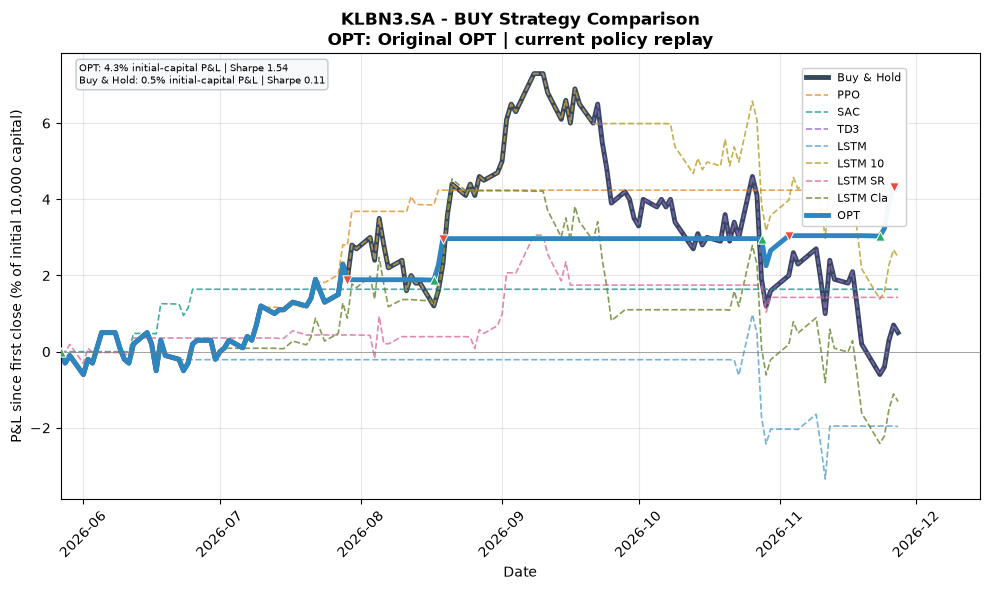 KLBN3.SA - BUY Strategy Comparison
OPT: Original OPT | current policy replay
OPT: 4.3% initial-capital P&L | Sharpe 1.54
Buy & Hold: 0.5% initial-capital P&L | Sharpe 0.11
Buy & Hold
PPO
SAC
TD3
LSTM
LSTM 10
LSTM SR
LSTM Cla
OPT
P&L since first close (% of initial 10,000 capital)
6
4
2
0
−2
2026-06
2026-07
2026-08
2026-09
2026-10
2026-11
2026-12
Date